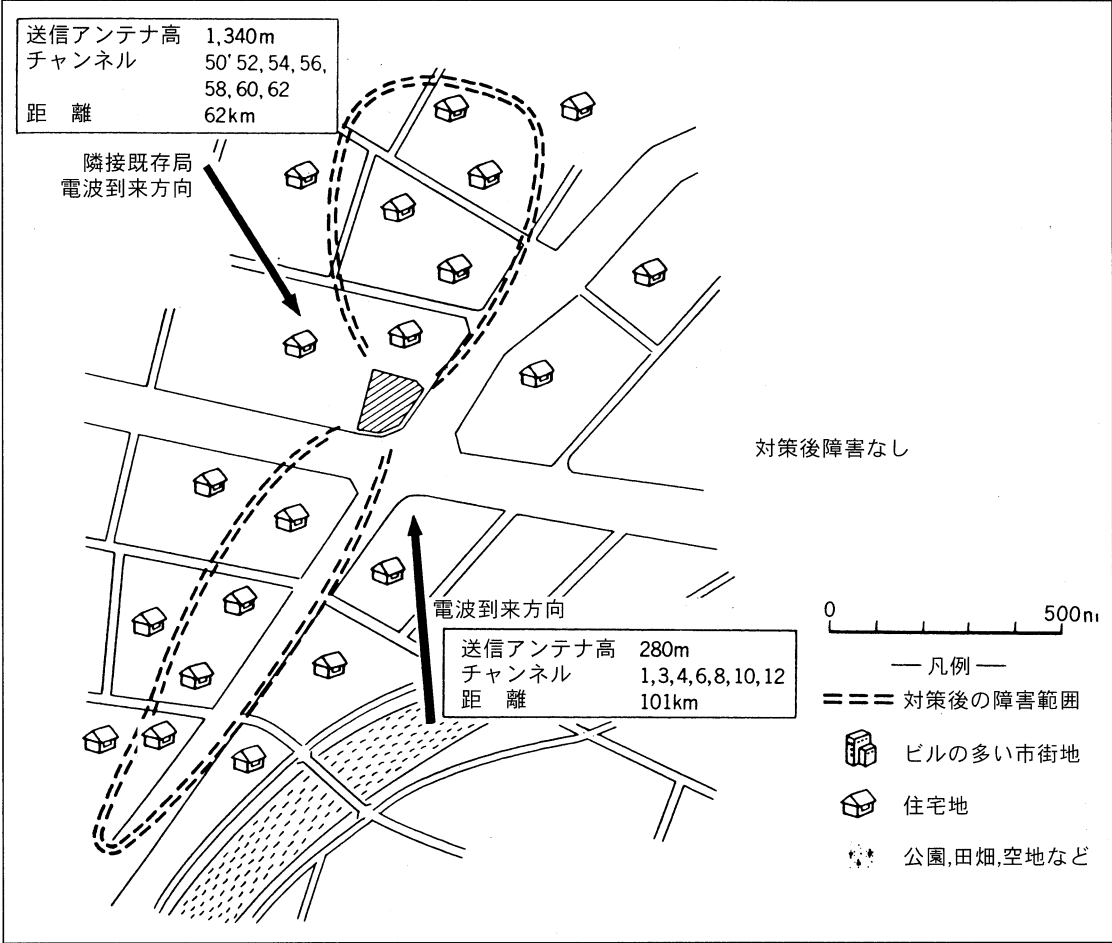 送信アンテナ高 1,340m
チャンネル 50' 52, 54, 56,
58, 60, 62
距 離 62km
隣接既存局
電波到来方向
対策後障害なし
電波到来方向
送信アンテナ高 280m
チャンネル 1,3,4,6,8,10,12
距 離 101km
0 500m
― 凡例 ―
対策後の障害範囲
ビルの多い市街地
住宅地
公園,田畑,空地など